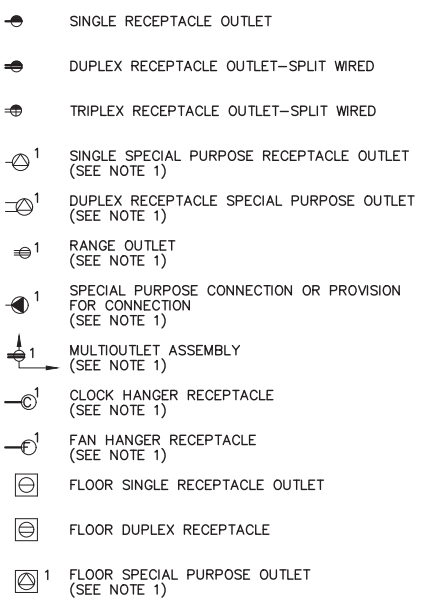 SINGLE RECEPTACLE OUTLET
DUPLEX RECEPTACLE OUTLET–SPLIT WIRED
TRIPLEX RECEPTACLE OUTLET–SPLIT WIRED
1 SINGLE SPECIAL PURPOSE RECEPTACLE OUTLET
(SEE NOTE 1)
1 DUPLEX RECEPTACLE SPECIAL PURPOSE OUTLET
(SEE NOTE 1)
1 RANGE OUTLET
(SEE NOTE 1)
1 SPECIAL PURPOSE CONNECTION OR PROVISION
FOR CONNECTION
(SEE NOTE 1)
1 MULTIOUTLET ASSEMBLY
(SEE NOTE 1)
C 1 CLOCK HANGER RECEPTACLE
(SEE NOTE 1)
F 1 FAN HANGER RECEPTACLE
(SEE NOTE 1)
FLOOR SINGLE RECEPTACLE OUTLET
FLOOR DUPLEX RECEPTACLE
1 FLOOR SPECIAL PURPOSE OUTLET
(SEE NOTE 1)